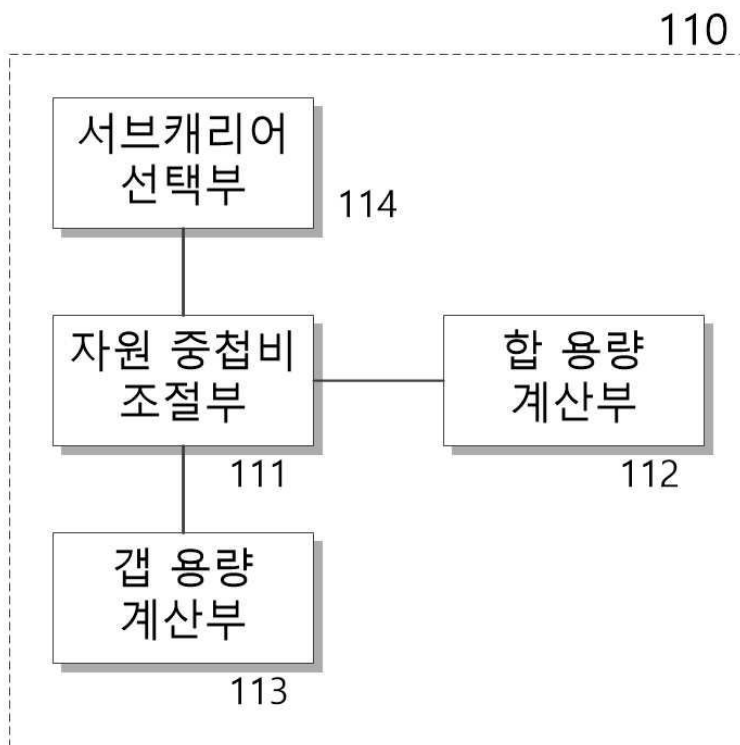 110
서브캐리어
선택부
114
자원 중첩비
조절부
111
합 용량
계산부
112
갭 용량
계산부
113